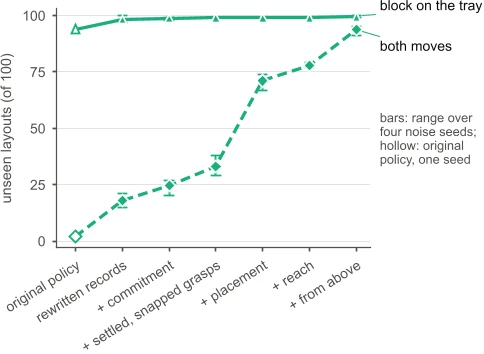 block on the tray
both moves
bars: range over
four noise seeds;
hollow: original
policy, one seed
unseen layouts (of 100)
100
75
50
25
0
original policy
rewritten records
+ commitment
+ settled, snapped grasps
+ placement
+ reach
+ from above